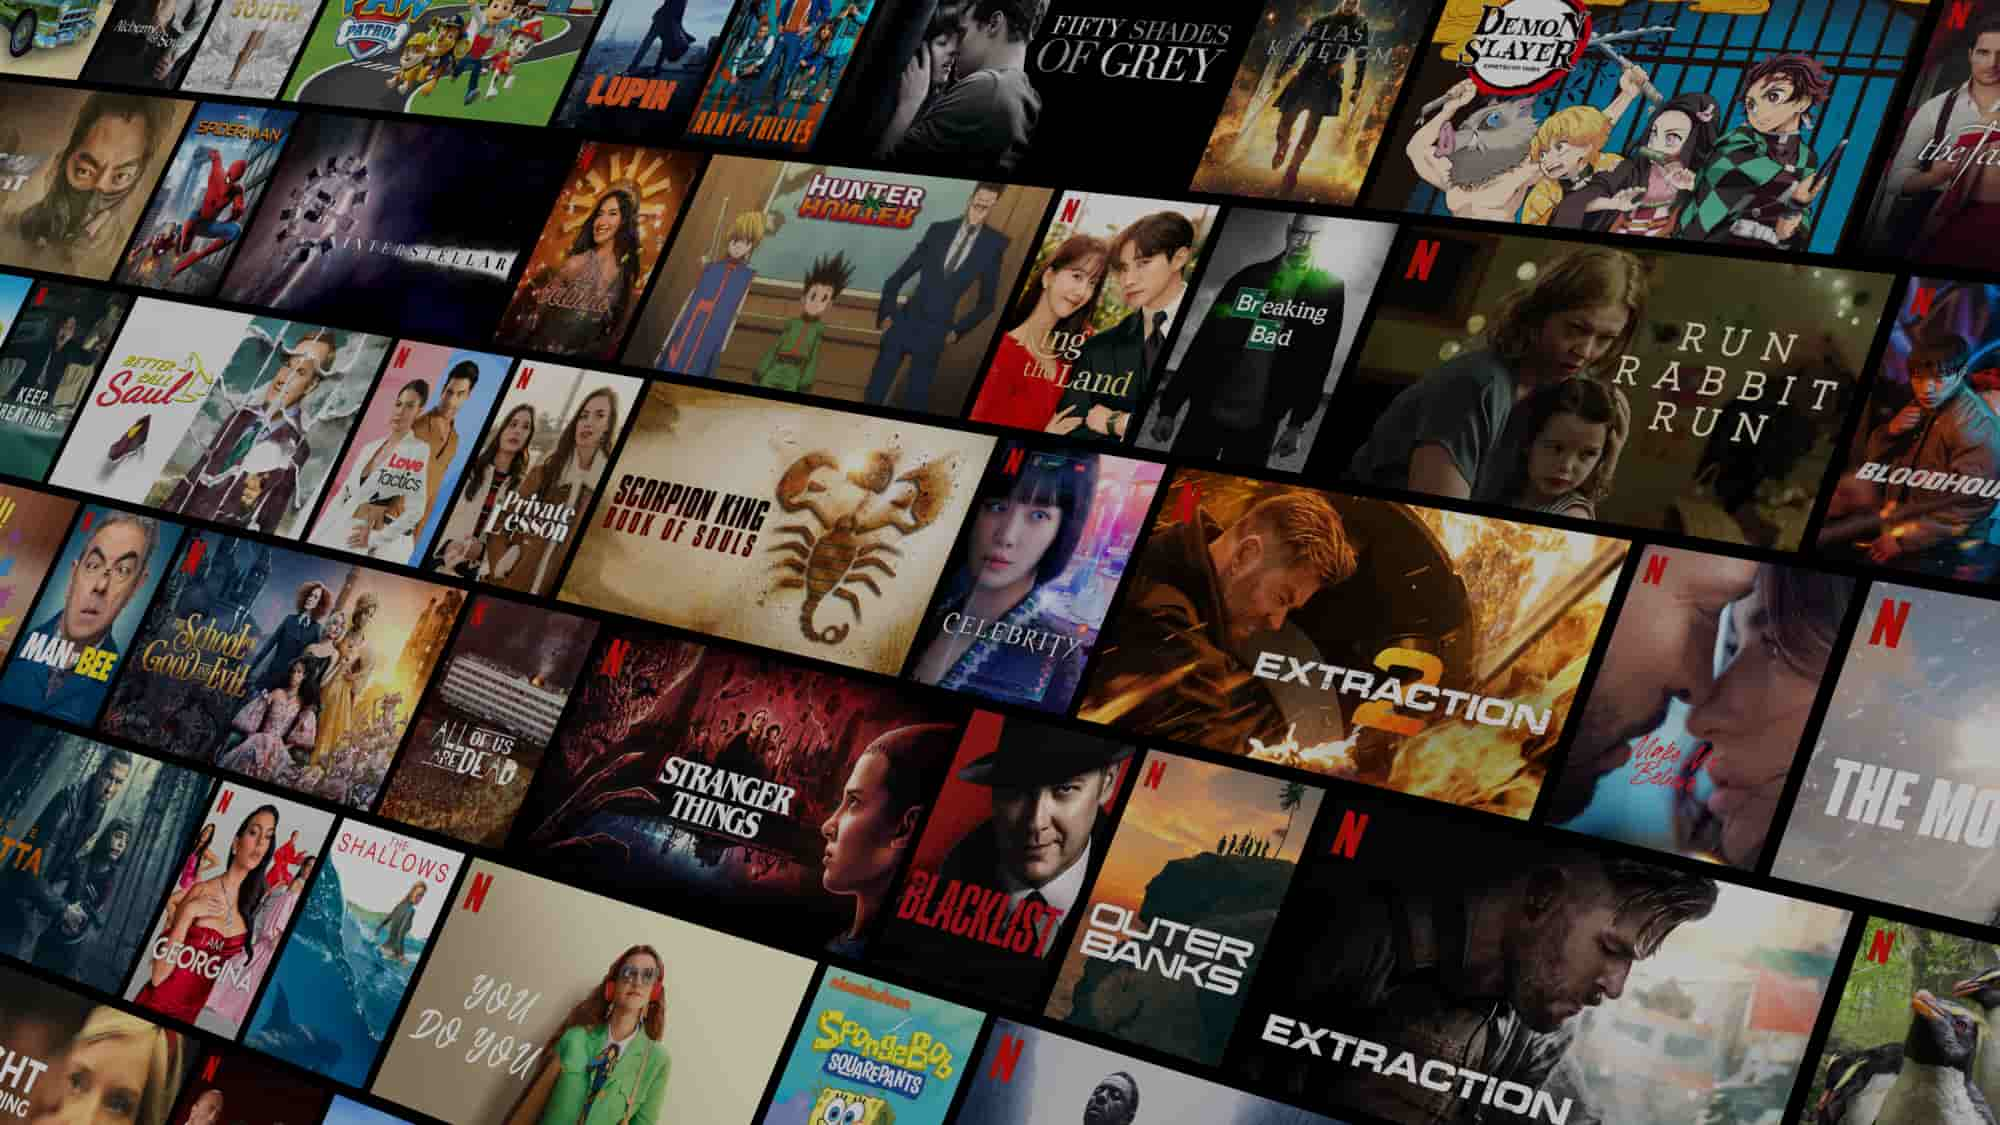 SOUTH
Alchemy of Souls
PAW
PATROL
LUPIN
ARMY OF THIEVES
FIFTY SHADES
OF GREY
THE LAST
KINGDOM
DEMON
SLAYER
N
the
SPIDER-MAN
INTERSTELLAR
HUNTER
X
HUNTER
N
King
the Land
Breaking
Bad
N
RUN
RABBIT
RUN
N
BLOODHOU
N
KEEP
BREATHING
BETTER
CALL
Saul
N
Love
Tactics
N
Private
Lesson
SCORPION KING
BOOK OF SOULS
N
CELEBRITY
N
EXTRACTION
2
N
Make Me
Believe
N
THE MO
N
MAN VS BEE
N
THE School FOR
Good AND Evil
N
ALL OF US
ARE DEAD
N
STRANGER
THINGS
THE
BLACKLIST
N
OUTER
BANKS
N
EXTRACTION
N
TTA
N
I AM
GEORGINA
THE
SHALLOWS
N
YOU
DO YOU
nickelodeon
SpongeBob
SQUAREPANTS
N
HT
RING
N